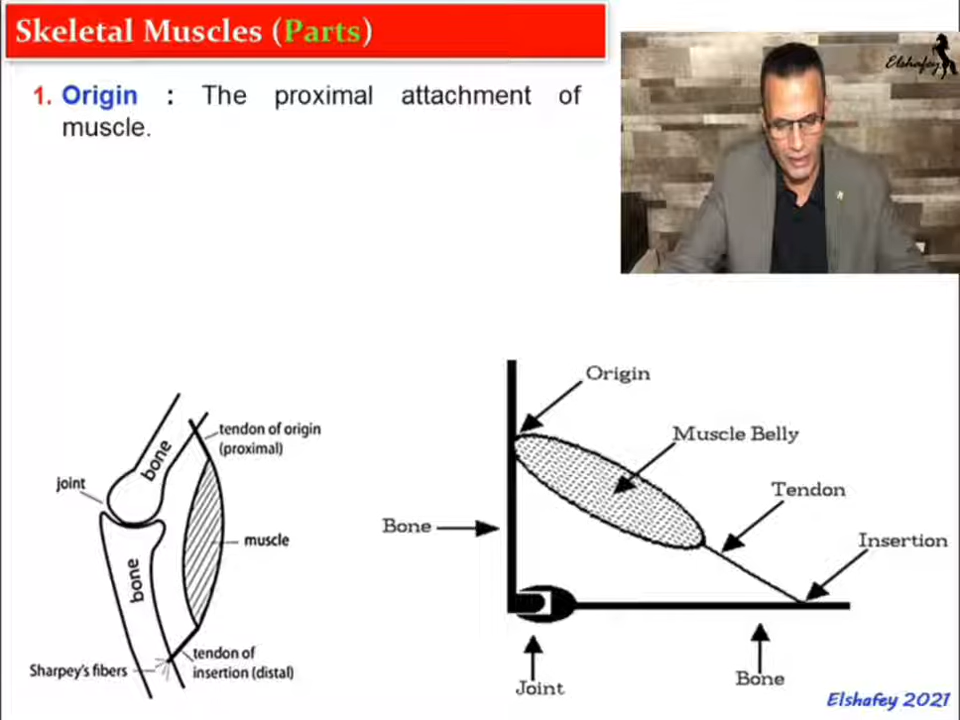 Skeletal Muscles (Parts)
Elshafey
1. Origin : The proximal attachment of
muscle.
tendon of origin
(proximal)
bone
joint
muscle
bone
tendon of
insertion (distal)
Sharpey's fibers
Origin
Muscle Belly
Tendon
Bone
Insertion
Joint
Bone
Elshafey 2021